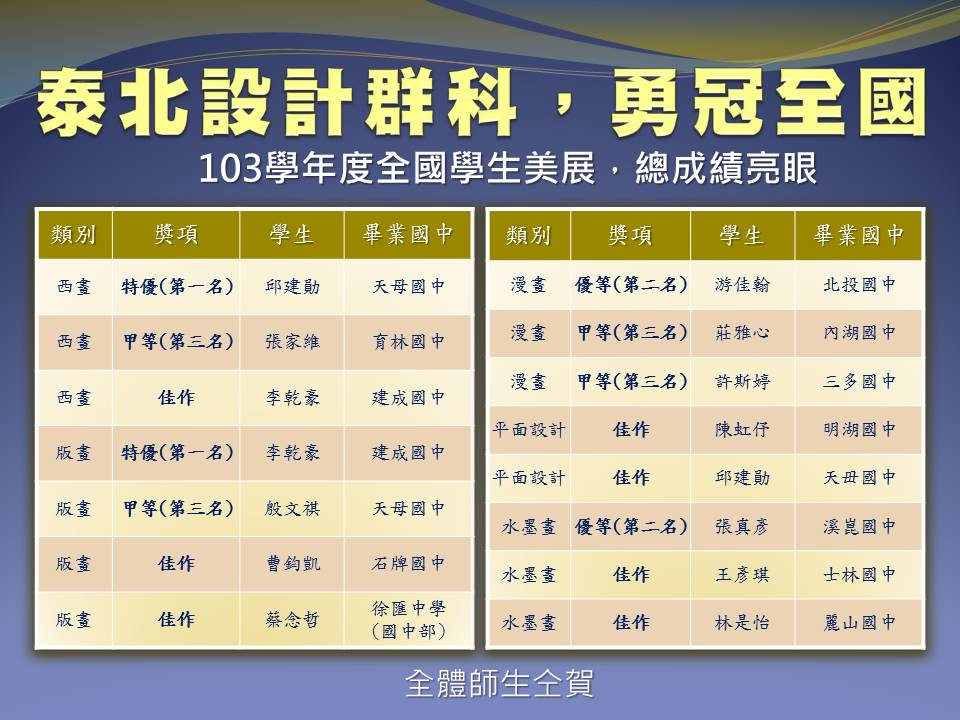 泰北設計群科，勇冠全國
103學年度全國學生美展，總成績亮眼
類別 獎項 學生 畢業國中
西畫 特優(第一名) 邱建勛 天母國中
西畫 甲等(第三名) 張家維 育林國中
西畫 佳作 李乾豪 建成國中
版畫 特優(第一名) 李乾豪 建成國中
版畫 甲等(第三名) 殷文祺 天母國中
版畫 佳作 曹鈞凱 石牌國中
版畫 佳作 蔡念哲 徐匯中學
(國中部)
類別 獎項 學生 畢業國中
漫畫 優等(第二名) 游佳翰 北投國中
漫畫 甲等(第三名) 莊雅心 內湖國中
漫畫 甲等(第三名) 許斯婷 三多國中
平面設計 佳作 陳虹伃 明湖國中
平面設計 佳作 邱建勛 天毌國中
水墨畫 優等(第二名) 張真彥 溪崑國中
水墨畫 佳作 王彥琪 士林國中
水墨畫 佳作 林是怡 麗山國中
全體師生仝賀